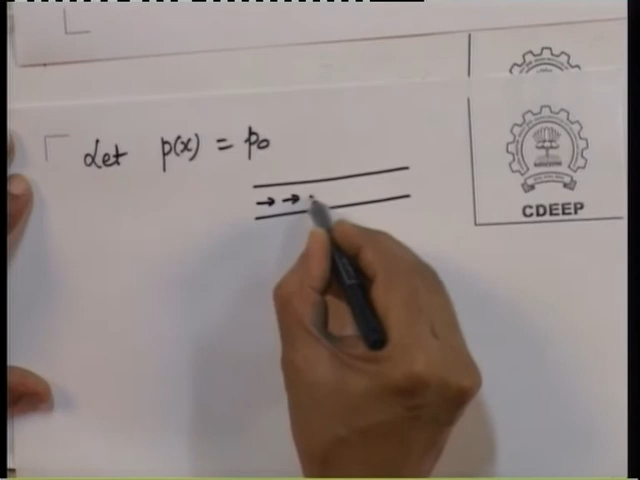 Let p(x) = p₀
CDEEP